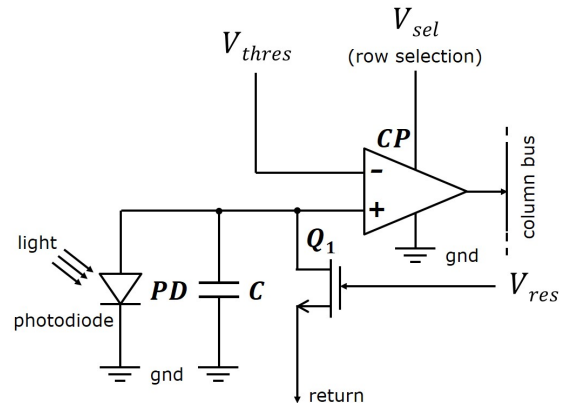 V_sel
(row selection)
V_thres
CP
-
+
column bus
gnd
Q_1
light
PD
C
V_res
photodiode
gnd
return